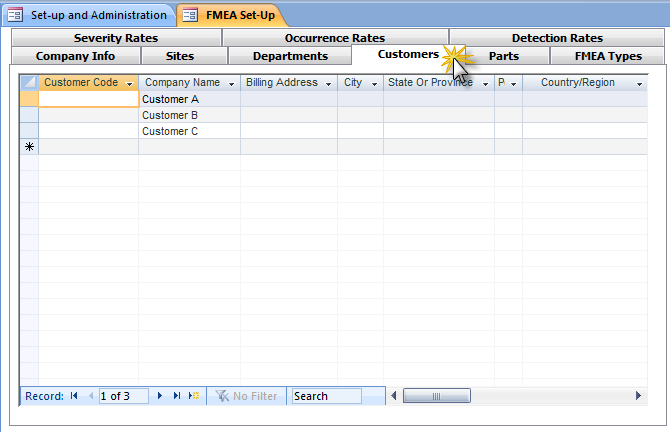 Set-up and Administration FMEA Set-Up
Severity Rates Occurrence Rates Detection Rates
Company Info Sites Departments Customers Parts FMEA Types
Customer Code Company Name Billing Address City State Or Province P Country/Region
Customer A
Customer B
Customer C
Record: 1 of 3 No Filter Search